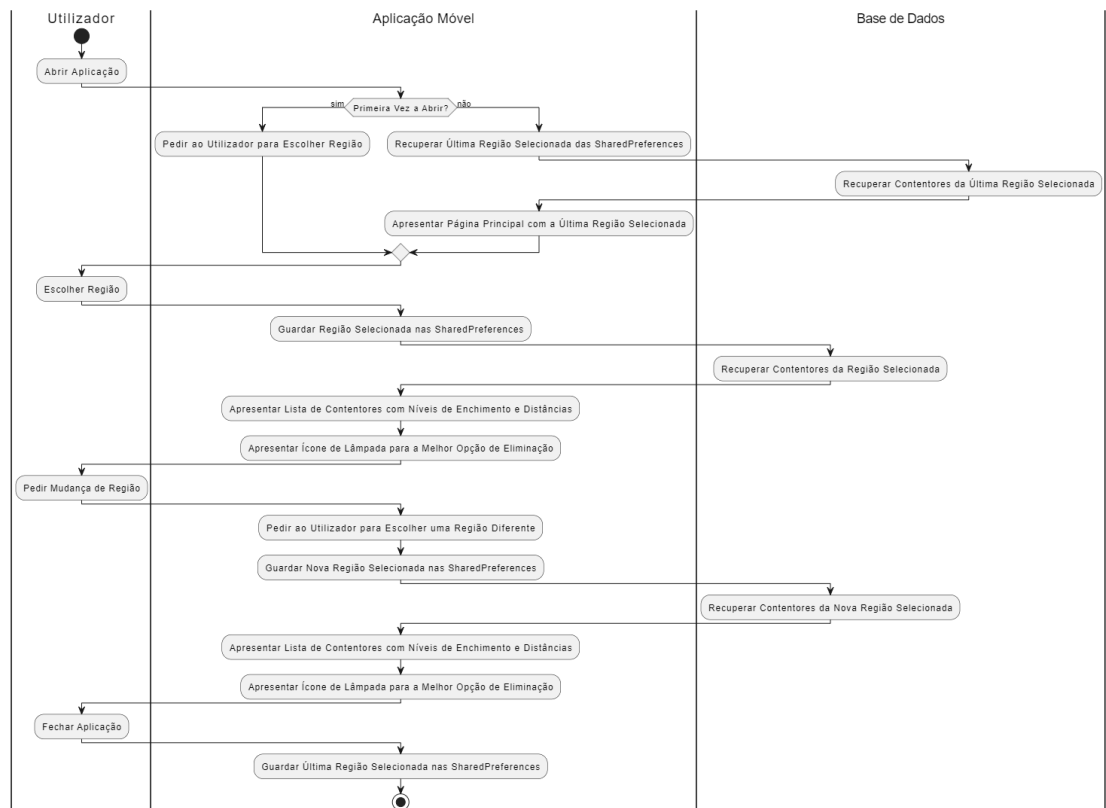 Utilizador
Aplicação Móvel
Base de Dados
Abrir Aplicação
sim
Primeira Vez a Abrir?
não
Pedir ao Utilizador para Escolher Região
Recuperar Última Região Selecionada das SharedPreferences
Recuperar Contentores da Última Região Selecionada
Apresentar Página Principal com a Última Região Selecionada
Escolher Região
Guardar Região Selecionada nas SharedPreferences
Recuperar Contentores da Região Selecionada
Apresentar Lista de Contentores com Níveis de Enchimento e Distâncias
Apresentar Ícone de Lâmpada para a Melhor Opção de Eliminação
Pedir Mudança de Região
Pedir ao Utilizador para Escolher uma Região Diferente
Guardar Nova Região Selecionada nas SharedPreferences
Recuperar Contentores da Nova Região Selecionada
Apresentar Lista de Contentores com Níveis de Enchimento e Distâncias
Apresentar Ícone de Lâmpada para a Melhor Opção de Eliminação
Fechar Aplicação
Guardar Última Região Selecionada nas SharedPreferences